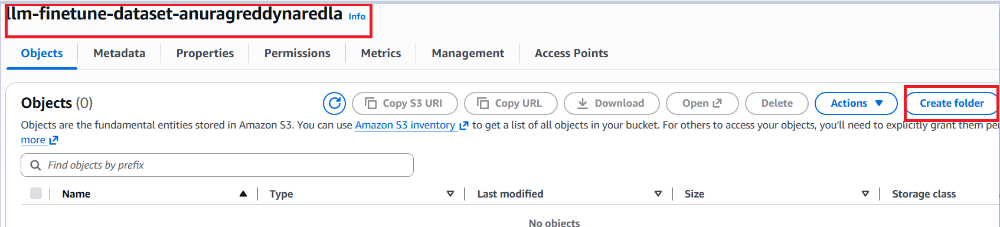 llm-finetune-dataset-anuragreddynaredla Info
Objects Metadata Properties Permissions Metrics Management Access Points
Objects (0) Copy S3 URI Copy URL Download Open Delete Actions Create folder
Objects are the fundamental entities stored in Amazon S3. You can use Amazon S3 inventory to get a list of all objects in your bucket. For others to access your objects, you'll need to explicitly grant them per
more
Find objects by prefix
Name Type Last modified Size Storage class
No objects